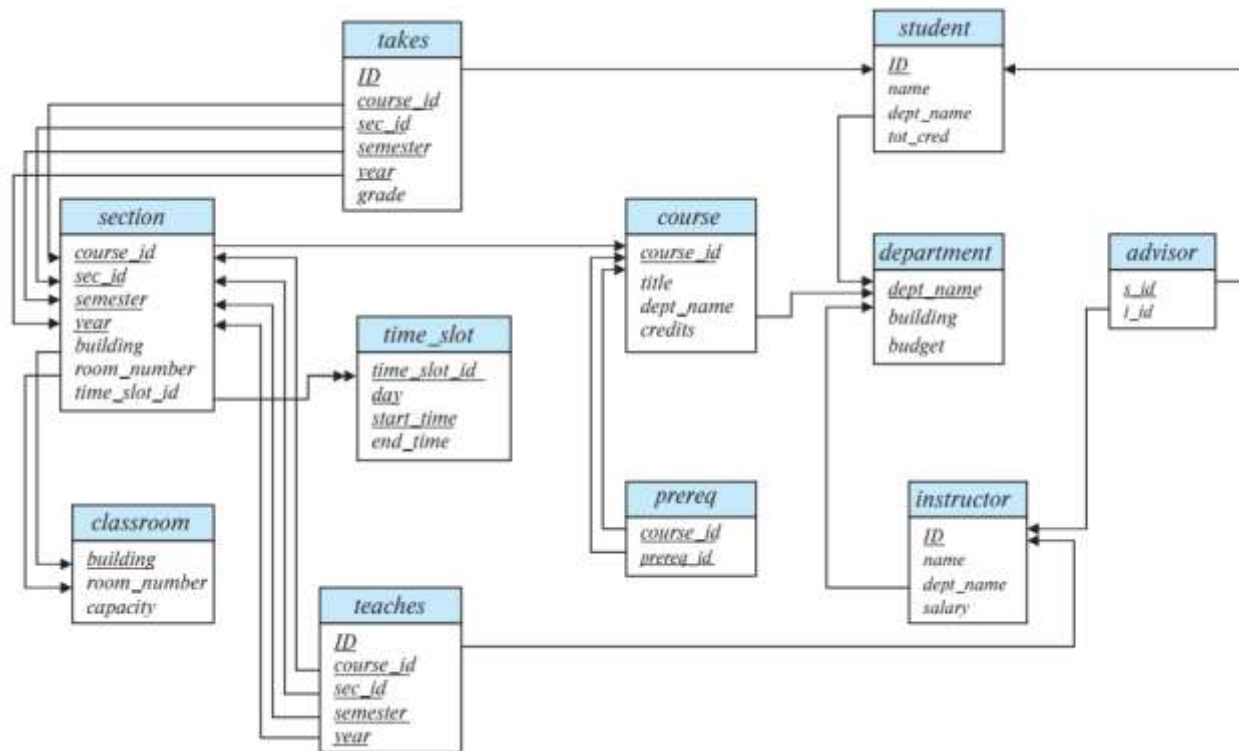 takes
ID
course_id
sec_id
semester
year
grade
student
ID
name
dept_name
tot_cred
section
course_id
sec_id
semester
year
building
room_number
time_slot_id
course
course_id
title
dept_name
credits
department
dept_name
building
budget
advisor
s_id
i_id
time_slot
time_slot_id
day
start_time
end_time
classroom
building
room_number
capacity
prereq
course_id
prereq_id
instructor
ID
name
dept_name
salary
teaches
ID
course_id
sec_id
semester
year